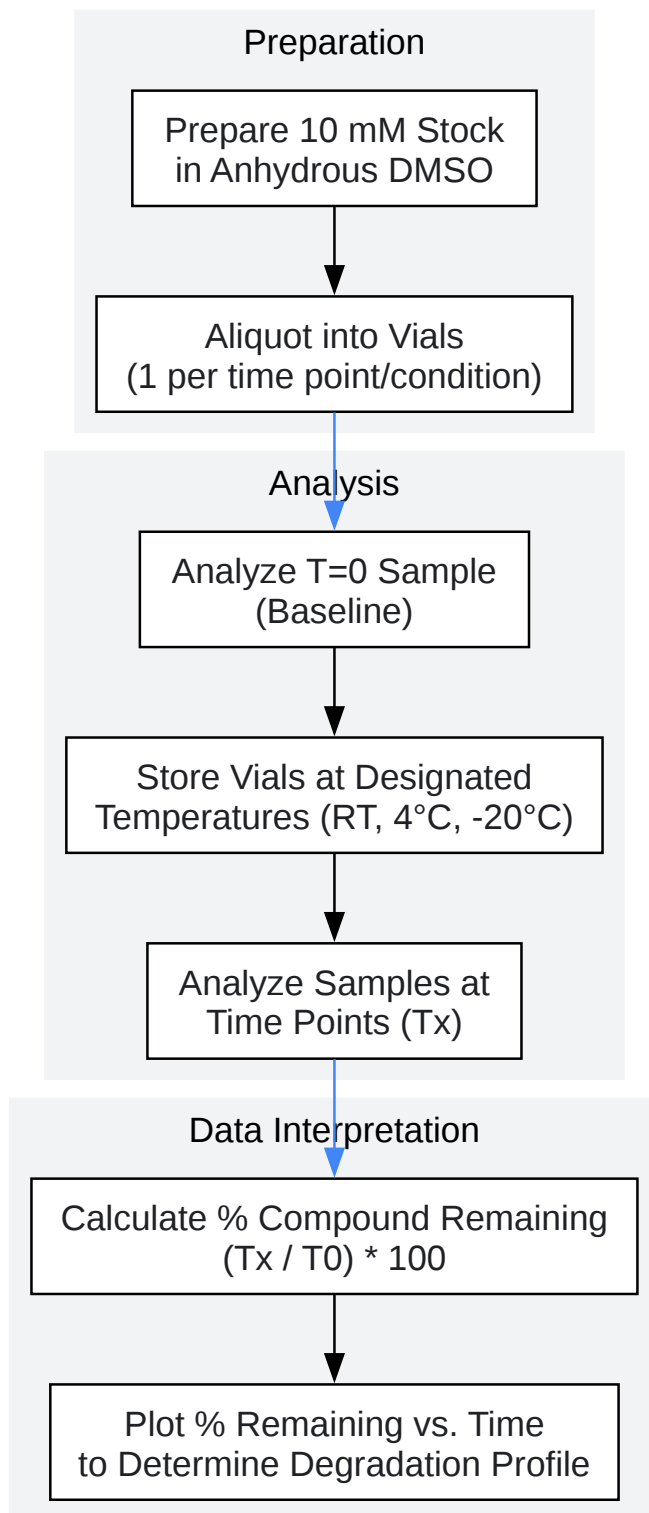 Preparation
Prepare 10 mM Stock
in Anhydrous DMSO
Aliquot into Vials
(1 per time point/condition)
Analysis
Analyze T=0 Sample
(Baseline)
Store Vials at Designated
Temperatures (RT, 4°C, -20°C)
Analyze Samples at
Time Points (Tx)
Data Interpretation
Calculate % Compound Remaining
(Tx / T0) * 100
Plot % Remaining vs. Time
to Determine Degradation Profile